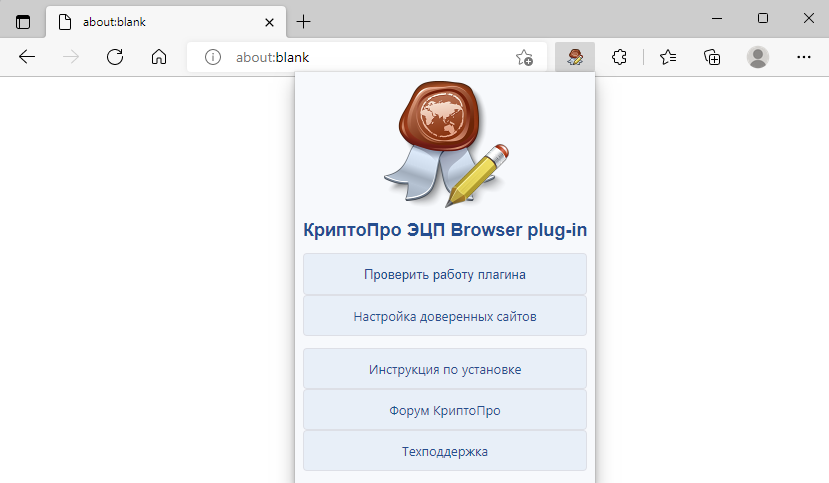 about:blank
about:blank
КриптоПро ЭЦП Browser plug-in
Проверить работу плагина
Настройка доверенных сайтов
Инструкция по установке
Форум КриптоПро
Техподдержка